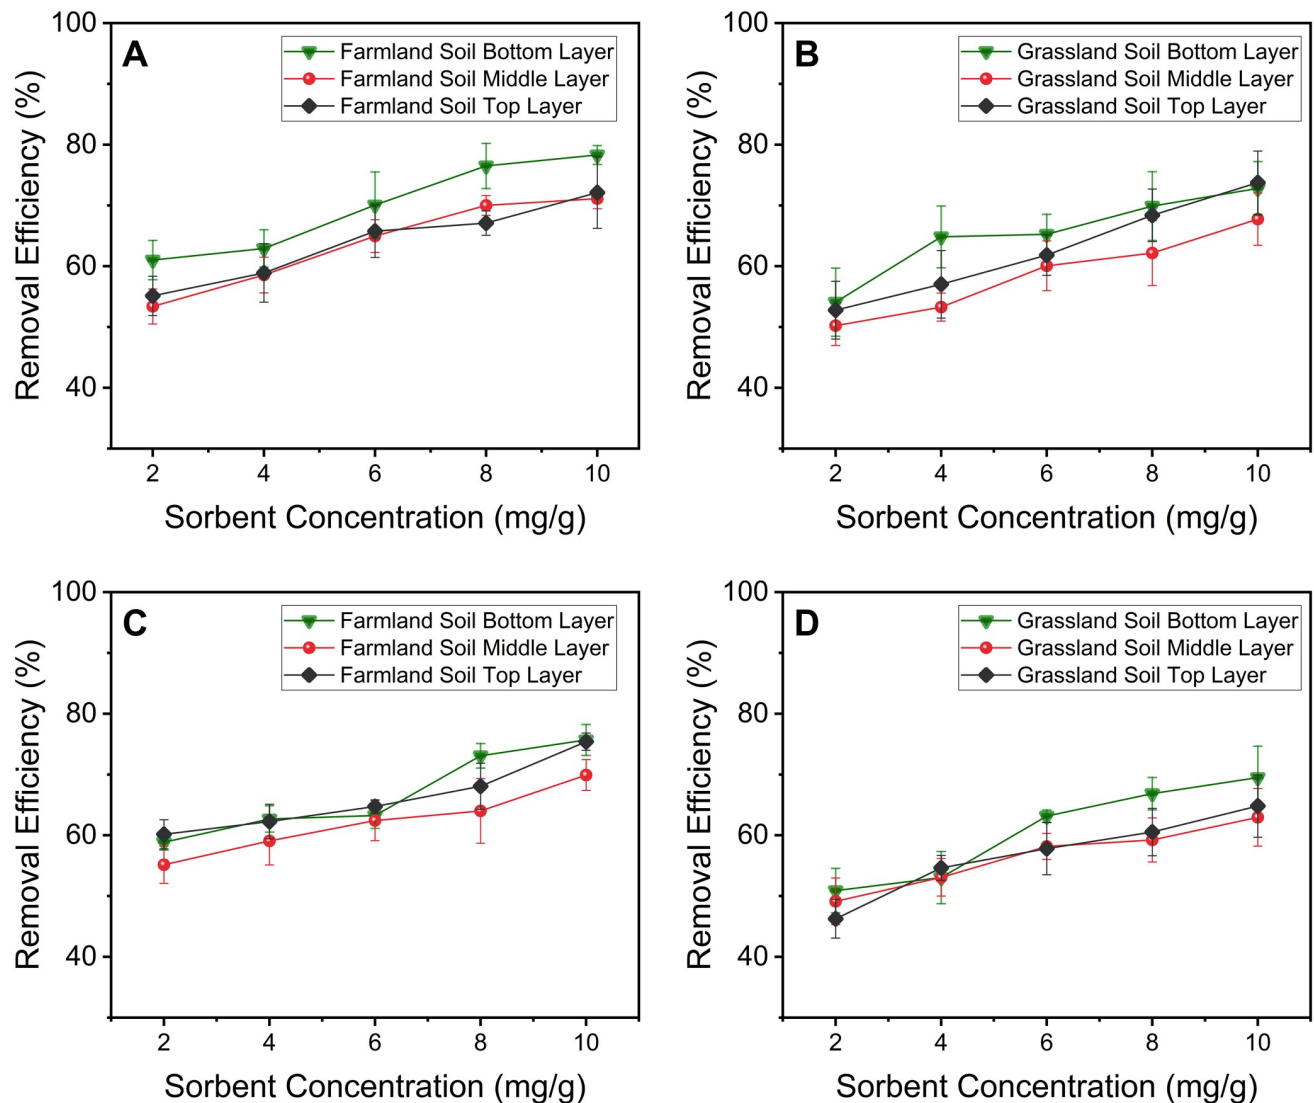 A
Farmland Soil Bottom Layer
Farmland Soil Middle Layer
Farmland Soil Top Layer
Removal Efficiency (%)
100
80
60
40
2 4 6 8 10
Sorbent Concentration (mg/g)
B
Grassland Soil Bottom Layer
Grassland Soil Middle Layer
Grassland Soil Top Layer
Removal Efficiency (%)
100
80
60
40
2 4 6 8 10
Sorbent Concentration (mg/g)
C
Farmland Soil Bottom Layer
Farmland Soil Middle Layer
Farmland Soil Top Layer
Removal Efficiency (%)
100
80
60
40
2 4 6 8 10
Sorbent Concentration (mg/g)
D
Grassland Soil Bottom Layer
Grassland Soil Middle Layer
Grassland Soil Top Layer
Removal Efficiency (%)
100
80
60
40
2 4 6 8 10
Sorbent Concentration (mg/g)